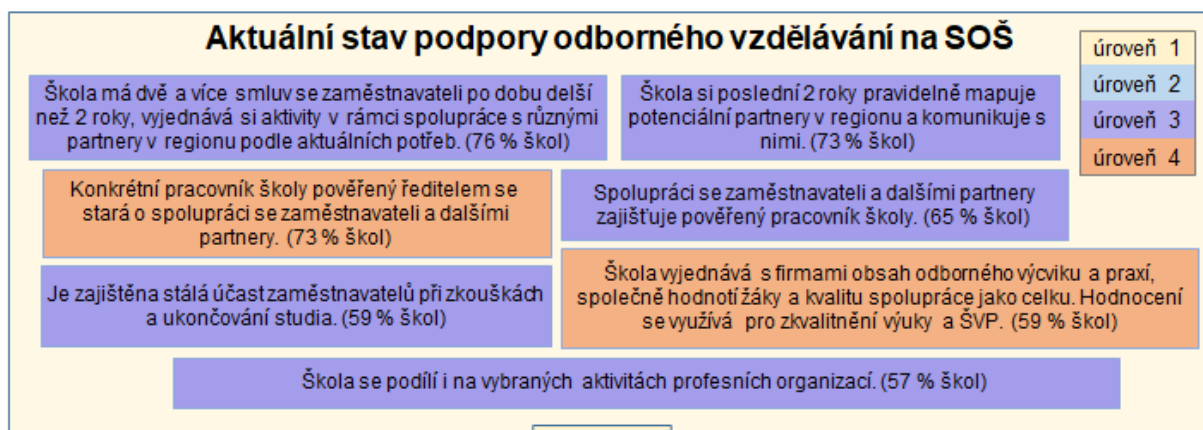 Aktuální stav podpory odborného vzdělávání na SOŠ
úroveň 1
úroveň 2
úroveň 3
úroveň 4
Škola má dvě a více smluv se zaměstnavateli po dobu delší
než 2 roky, vyjednává si aktivity v rámci spolupráce s různými
partnery v regionu podle aktuálních potřeb. (76 % škol)
Škola si poslední 2 roky pravidelně mapuje
potenciální partnery v regionu a komunikuje s
nimi. (73 % škol)
Konkrétní pracovník školy pověřený ředitelem se
stará o spolupráci se zaměstnavateli a dalšími
partnery. (73 % škol)
Spolupráci se zaměstnavateli a dalšími partnery
zajišťuje pověřený pracovník školy. (65 % škol)
Je zajištěna stálá účast zaměstnavatelů při zkouškách
a ukončování studia. (59 % škol)
Škola vyjednává s firmami obsah odborného výcviku a praxí,
společně hodnotí žáky a kvalitu spolupráce jako celku. Hodnocení
se využívá pro zkvalitnění výuky a ŠVP. (59 % škol)
Škola se podílí i na vybraných aktivitách profesních organizací. (57 % škol)